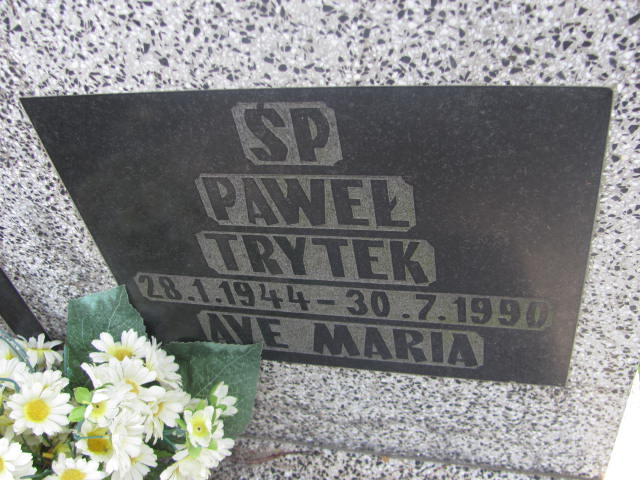 ŚP
PAWEŁ
TRYTEK
28.1.1944 – 30.7.1990
AVE MARIA